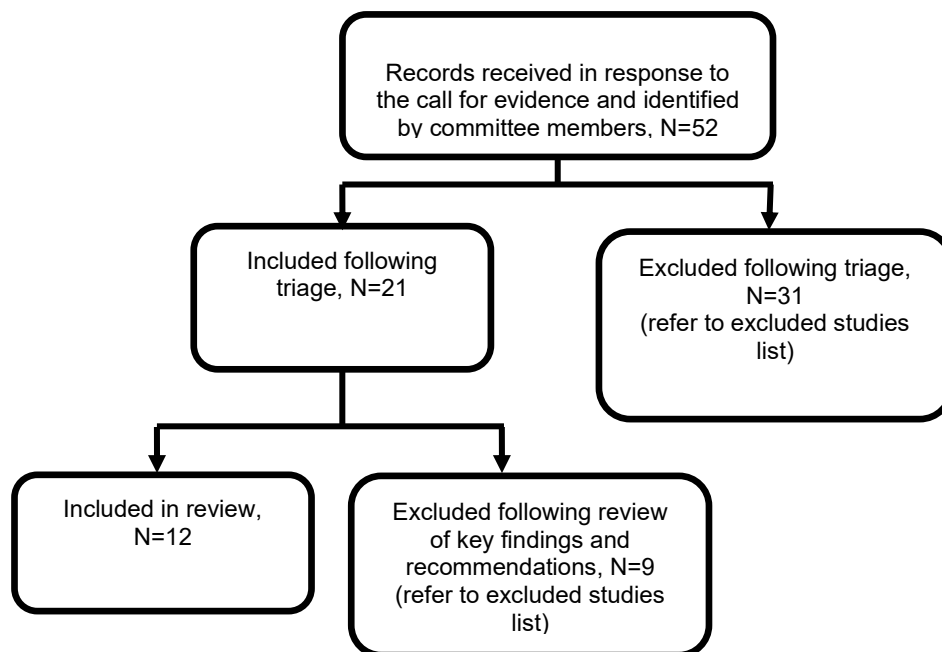 Records received in response to
the call for evidence and identified
by committee members, N=52
Included following
triage, N=21
Excluded following triage,
N=31
(refer to excluded studies
list)
Included in review,
N=12
Excluded following review
of key findings and
recommendations, N=9
(refer to excluded studies
list)